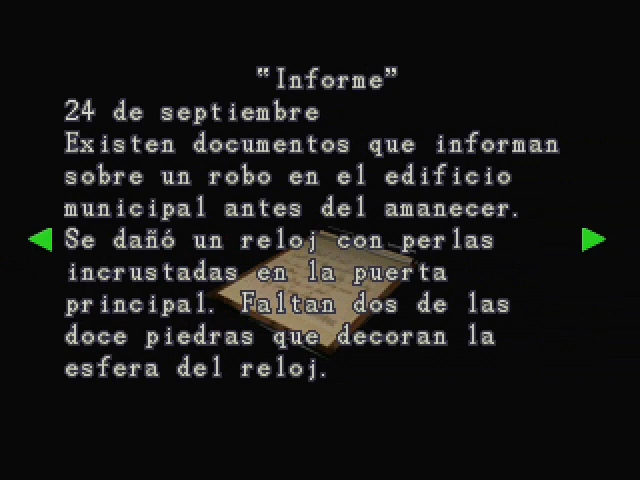 "Informe"
24 de septiembre
Existen documentos que informan
sobre un robo en el edificio
municipal antes del amanecer.
Se dañó un reloj con perlas
incrustadas en la puerta
principal. Faltan dos de las
doce piedras que decoran la
esfera del reloj.